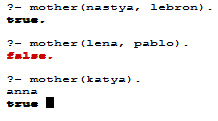 ?- mother(nastya, lebron).
true.
?- mother(lena, pablo).
false.
?- mother(katya).
anna
true